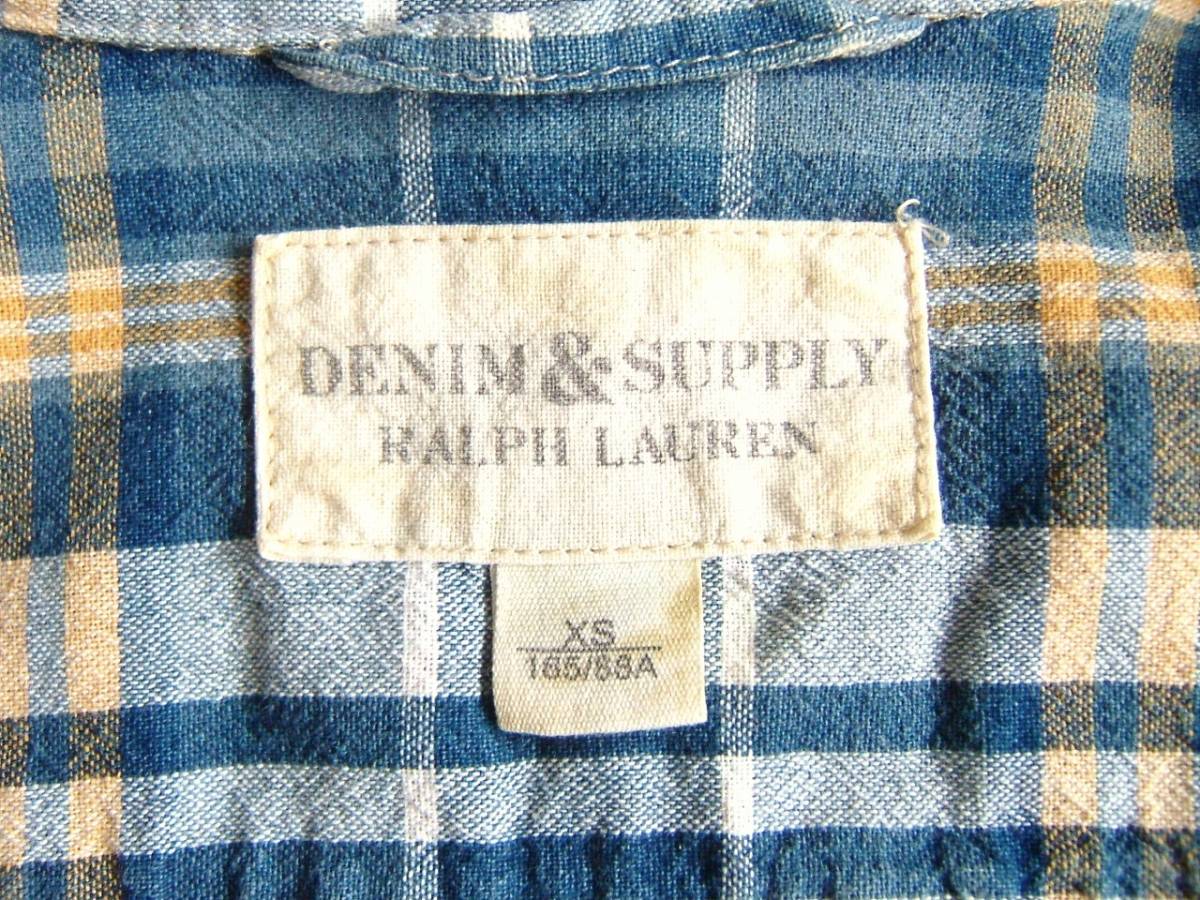 DENIM & SUPPLY
RALPH LAUREN
XS
165/88A